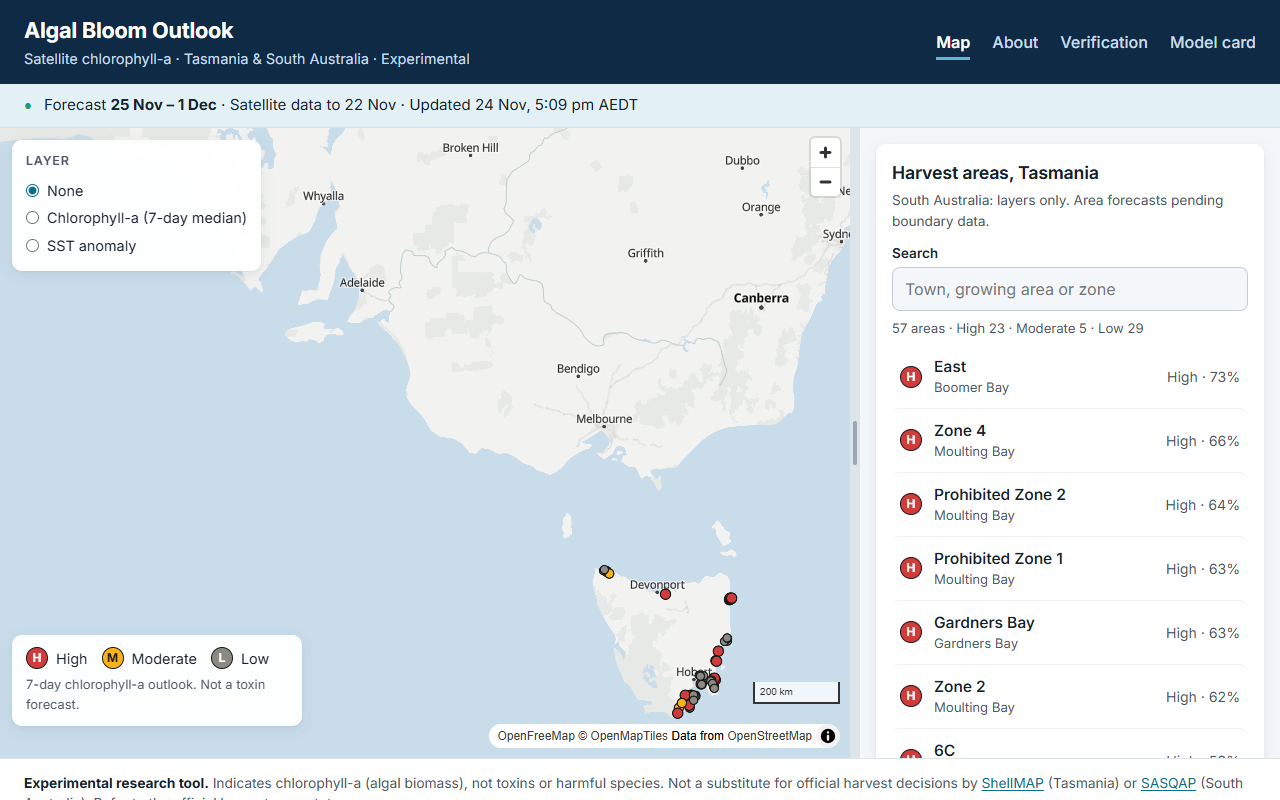 Algal Bloom Outlook
Satellite chlorophyll-a · Tasmania & South Australia · Experimental
Map About Verification Model card
Forecast 25 Nov – 1 Dec · Satellite data to 22 Nov · Updated 24 Nov, 5:09 pm AEDT
LAYER
None
Chlorophyll-a (7-day median)
SST anomaly
Broken Hill
Dubbo
Whyalla
Orange
Griffith
Adelaide
Canberra
Bendigo
Melbourne
Devonport
+
−
200 km
H High M Moderate L Low
7-day chlorophyll-a outlook. Not a toxin
forecast.
OpenFreeMap © OpenMapTiles Data from OpenStreetMap
Harvest areas, Tasmania
South Australia: layers only. Area forecasts pending
boundary data.
Search
Town, growing area or zone
57 areas · High 23 · Moderate 5 · Low 29
H East High · 73%
Boomer Bay
H Zone 4 High · 66%
Moulting Bay
H Prohibited Zone 2 High · 64%
Moulting Bay
H Prohibited Zone 1 High · 63%
Moulting Bay
H Gardners Bay High · 63%
Gardners Bay
H Zone 2 High · 62%
Moulting Bay
6C
Experimental research tool. Indicates chlorophyll-a (algal biomass), not toxins or harmful species. Not a substitute for official harvest decisions by ShellMAP (Tasmania) or SASQAP (South